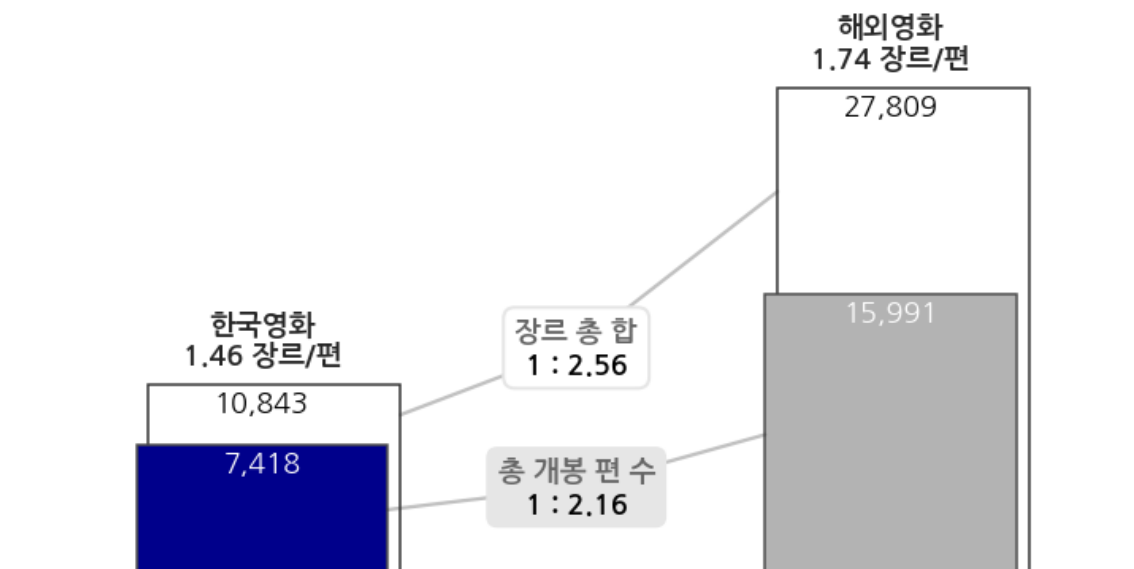 해외영화
1.74 장르/편
27,809
15,991
한국영화
1.46 장르/편
10,843
7,418
장르 총 합
1 : 2.56
총 개봉 편 수
1 : 2.16